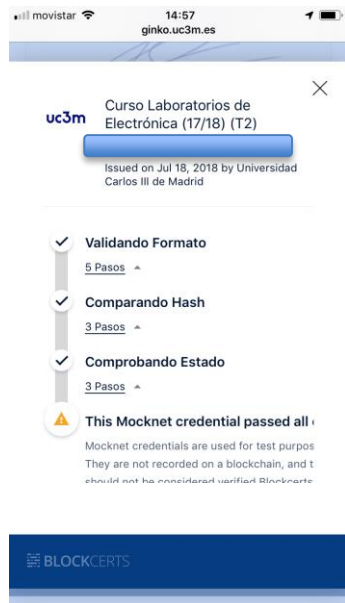 movistar 14:57
ginko.uc3m.es
uc3m
Curso Laboratorios de
Electrónica (17/18) (T2)
Issued on Jul 18, 2018 by Universidad
Carlos III de Madrid
Validando Formato
5 Pasos
Comparando Hash
3 Pasos
Comprobando Estado
3 Pasos
This Mocknet credential passed all
Mocknet credentials are used for test purpos
They are not recorded on a blockchain, and t
should not be considered verified Blockcerts
BLOCKCERTS